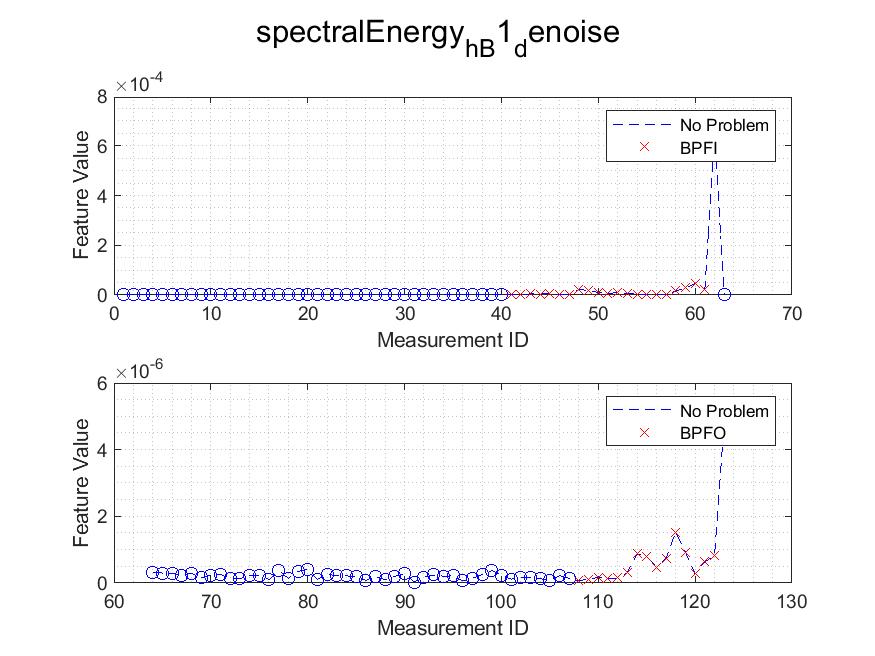 spectralEnergy_hB1_denoise
×10^-4
8
6
4
2
0
Feature Value
No Problem
BPFI
0 10 20 30 40 50 60 70
Measurement ID
×10^-6
6
4
2
0
Feature Value
No Problem
BPFO
60 70 80 90 100 110 120 130
Measurement ID